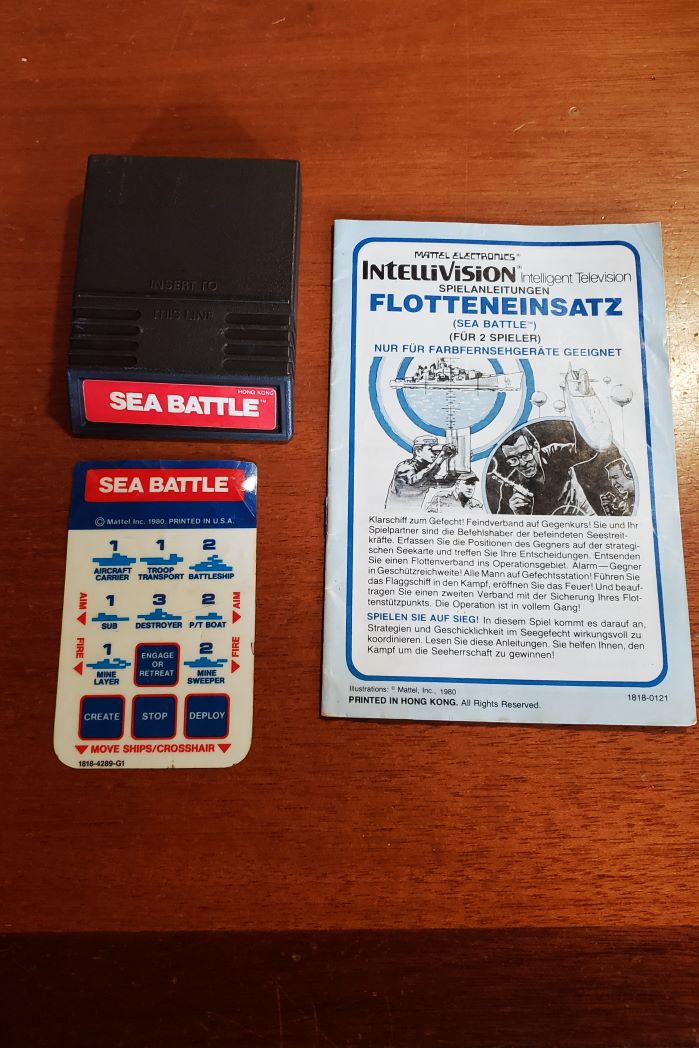 INSERT TO
THIS LINE
HONG KONG
SEA BATTLE™
SEA BATTLE
© Mattel Inc. 1980. PRINTED IN U.S.A.
1 1 2
AIRCRAFT CARRIER
TROOP TRANSPORT
BATTLESHIP
AIM
1 3 2
SUB
DESTROYER
P/T BOAT
AIM
FIRE
1
MINE LAYER
ENGAGE
OR
RETREAT
2
MINE SWEEPER
FIRE
CREATE
STOP
DEPLOY
MOVE SHIPS/CROSSHAIR
1818-4289-G1
MATTEL ELECTRONICS®
INTELLIVISION® Intelligent Television
SPIELANLEITUNGEN
FLOTTENEINSATZ
(SEA BATTLE™)
(FÜR 2 SPIELER)
NUR FÜR FARBFERNSEHGERÄTE GEEIGNET
Klarschiff zum Gefecht! Feindverband auf Gegenkurs! Sie und Ihr
Spielpartner sind die Befehlshaber der befeindeten Seestreit-
kräfte. Erfassen Sie die Positionen des Gegners auf der strategi-
schen Seekarte und treffen Sie Ihre Entscheidungen. Entsenden
Sie einen Flottenverband ins Operationsgebiet. Alarm—Gegner
in Geschützreichweite! Alle Mann auf Gefechtsstation! Führen Sie
das Flaggschiff in den Kampf, eröffnen Sie das Feuer! Und beauf-
tragen Sie einen zweiten Verband mit der Sicherung Ihres Flot-
tenstützpunkts. Die Operation ist in vollem Gang!
SPIELEN SIE AUF SIEG! In diesem Spiel kommt es darauf an,
Strategien und Geschicklichkeit im Seegefecht wirkungsvoll zu
koordinieren. Lesen Sie diese Anleitungen. Sie helfen Ihnen, den
Kampf um die Seeherrschaft zu gewinnen!
Illustrations: © Mattel, Inc., 1980
PRINTED IN HONG KONG. All Rights Reserved.
1818-0121